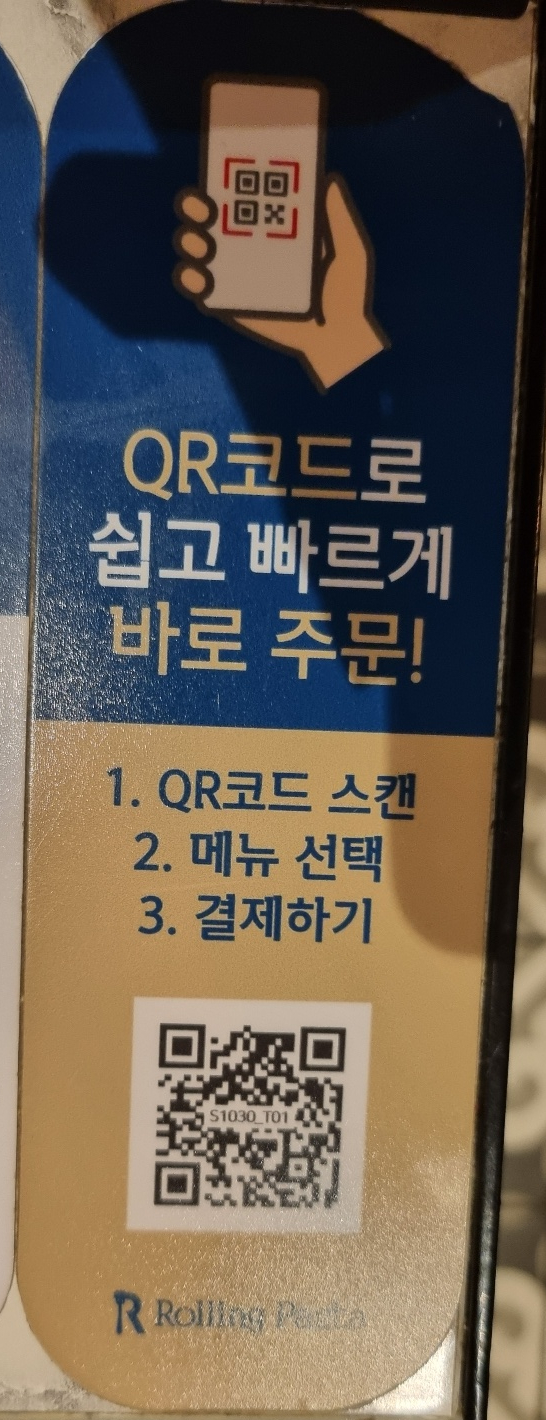 QR코드로
쉽고 빠르게
바로 주문!
1. QR코드 스캔
2. 메뉴 선택
3. 결제하기
S1030_T01
R Rolling Pasta